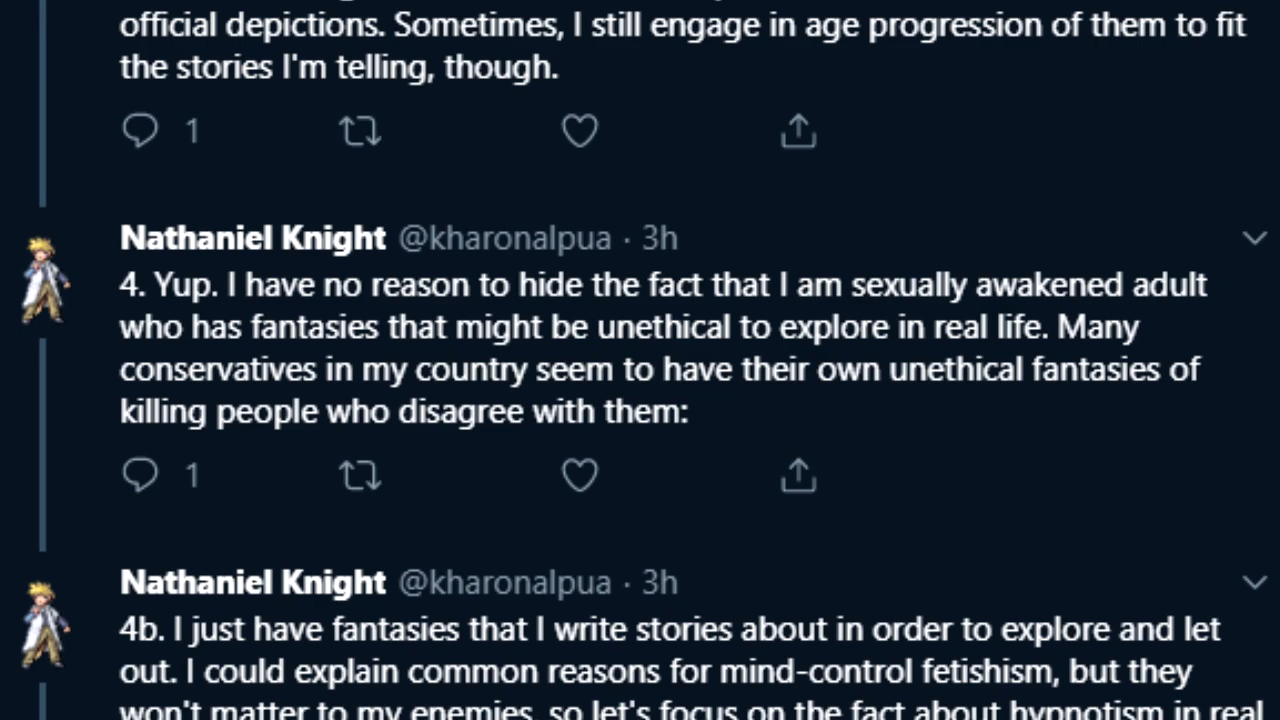 official depictions. Sometimes, I still engage in age progression of them to fit
the stories I'm telling, though.
1
Nathaniel Knight @kharonalpua · 3h
4. Yup. I have no reason to hide the fact that I am sexually awakened adult
who has fantasies that might be unethical to explore in real life. Many
conservatives in my country seem to have their own unethical fantasies of
killing people who disagree with them:
1
Nathaniel Knight @kharonalpua · 3h
4b. I just have fantasies that I write stories about in order to explore and let
out. I could explain common reasons for mind-control fetishism, but they
won't matter to my enemies, so let's focus on the fact about hypnotism in real